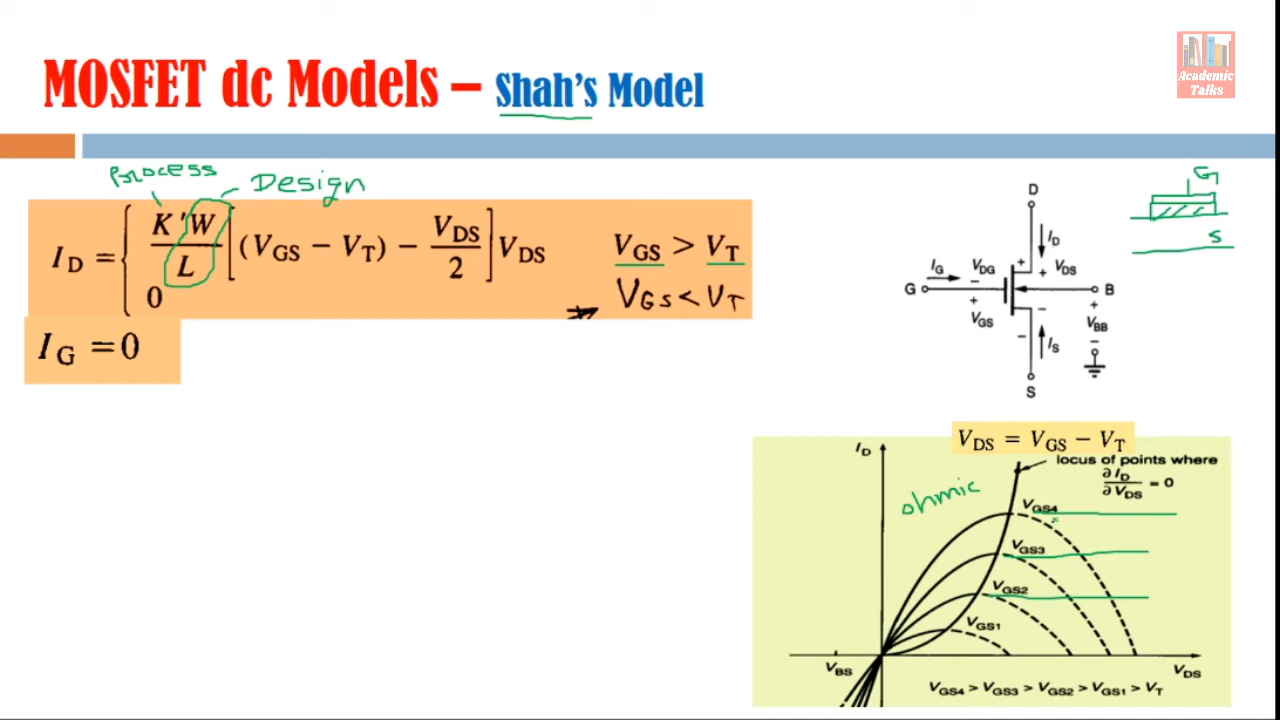 MOSFET dc Models – Shah's Model
Academic
Talks
Process
Design
I_D = { K'W/L [(V_GS − V_T) − V_DS/2] V_DS    V_GS > V_T
0    V_GS < V_T
I_G = 0
G
S
D
I_D
I_G
V_DG
V_DS
G
B
V_GS
V_BB
I_S
S
V_DS = V_GS − V_T
I_D
locus of points where
∂I_D/∂V_DS = 0
ohmic
V_GS4
V_GS3
V_GS2
V_GS1
V_BS
V_DS
V_GS4 > V_GS3 > V_GS2 > V_GS1 > V_T